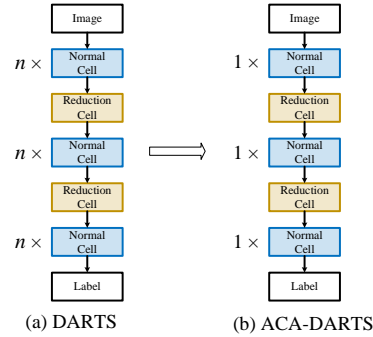 Image
n ×
Normal
Cell
Reduction
Cell
n ×
Normal
Cell
Reduction
Cell
n ×
Normal
Cell
Label
(a) DARTS
Image
1 ×
Normal
Cell
Reduction
Cell
1 ×
Normal
Cell
Reduction
Cell
1 ×
Normal
Cell
Label
(b) ACA-DARTS